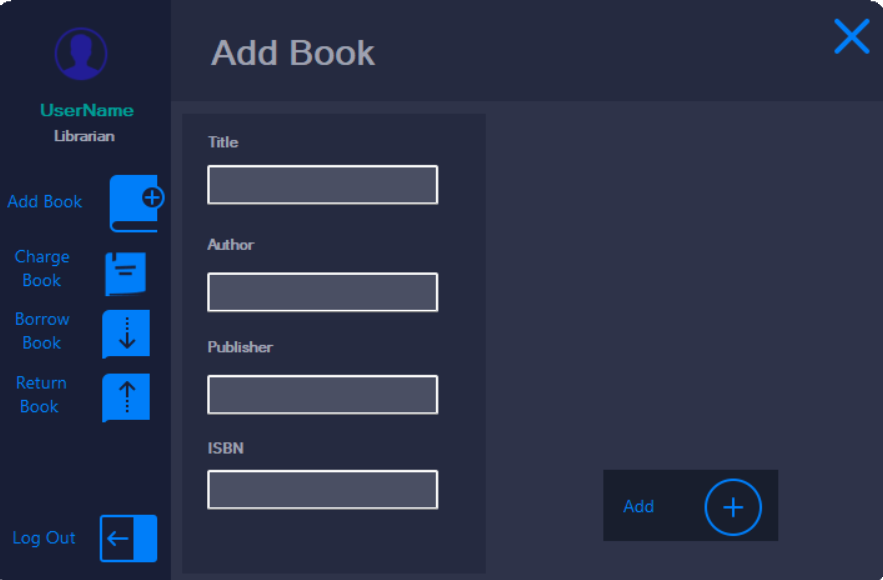 Add Book
UserName
Librarian
Add Book
Charge
Book
Borrow
Book
Return
Book
Log Out
Title
Author
Publisher
ISBN
Add